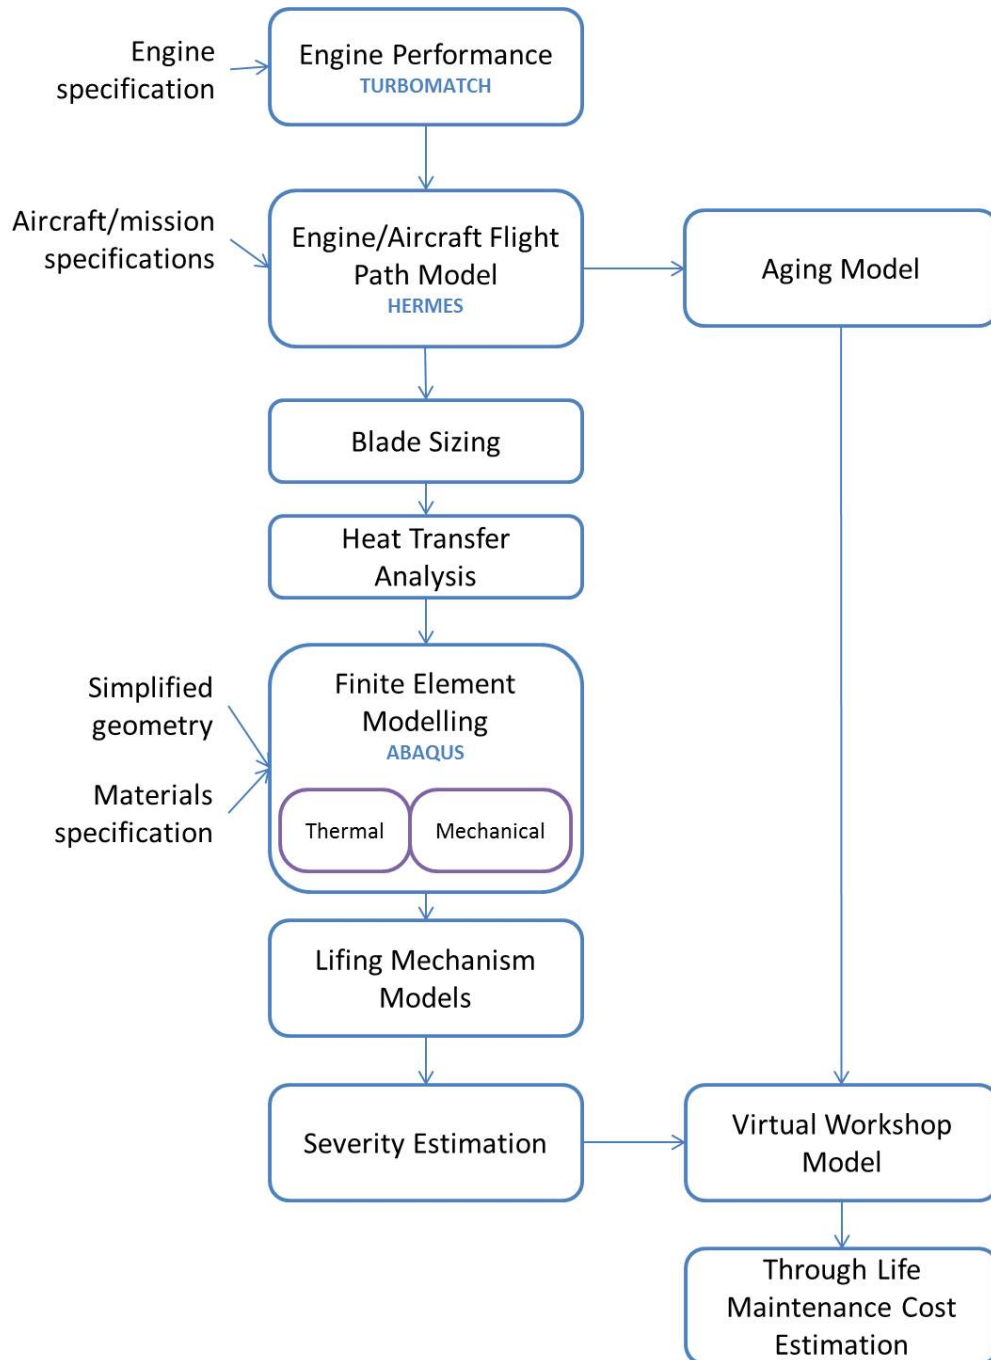 Engine
specification
Engine Performance
TURBOMATCH
Aircraft/mission
specifications
Engine/Aircraft Flight
Path Model
HERMES
Aging Model
Blade Sizing
Heat Transfer
Analysis
Simplified
geometry
Materials
specification
Finite Element
Modelling
ABAQUS
Thermal
Mechanical
Lifing Mechanism
Models
Severity Estimation
Virtual Workshop
Model
Through Life
Maintenance Cost
Estimation